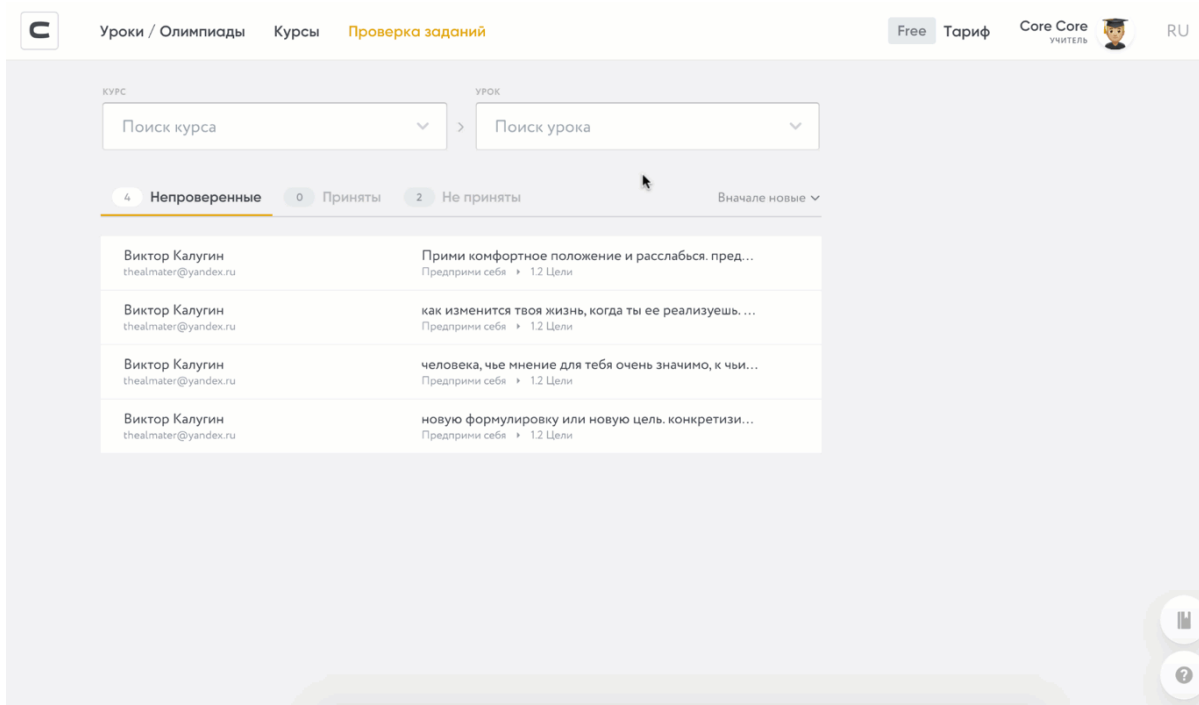 C
Уроки / Олимпиады Курсы Проверка заданий Free Тариф Core Core RU
УЧИТЕЛЬ
КУРС УРОК
Поиск курса > Поиск урока
4 Непроверенные 0 Приняты 2 Не приняты Вначале новые
Виктор Калугин Прими комфортное положение и расслабься. пред...
thealmater@yandex.ru Предприми себя 1.2 Цели
Виктор Калугин как изменится твоя жизнь, когда ты ее реализуешь. ...
thealmater@yandex.ru Предприми себя 1.2 Цели
Виктор Калугин человека, чье мнение для тебя очень значимо, к чьи...
thealmater@yandex.ru Предприми себя 1.2 Цели
Виктор Калугин новую формулировку или новую цель. конкретизи...
thealmater@yandex.ru Предприми себя 1.2 Цели
?